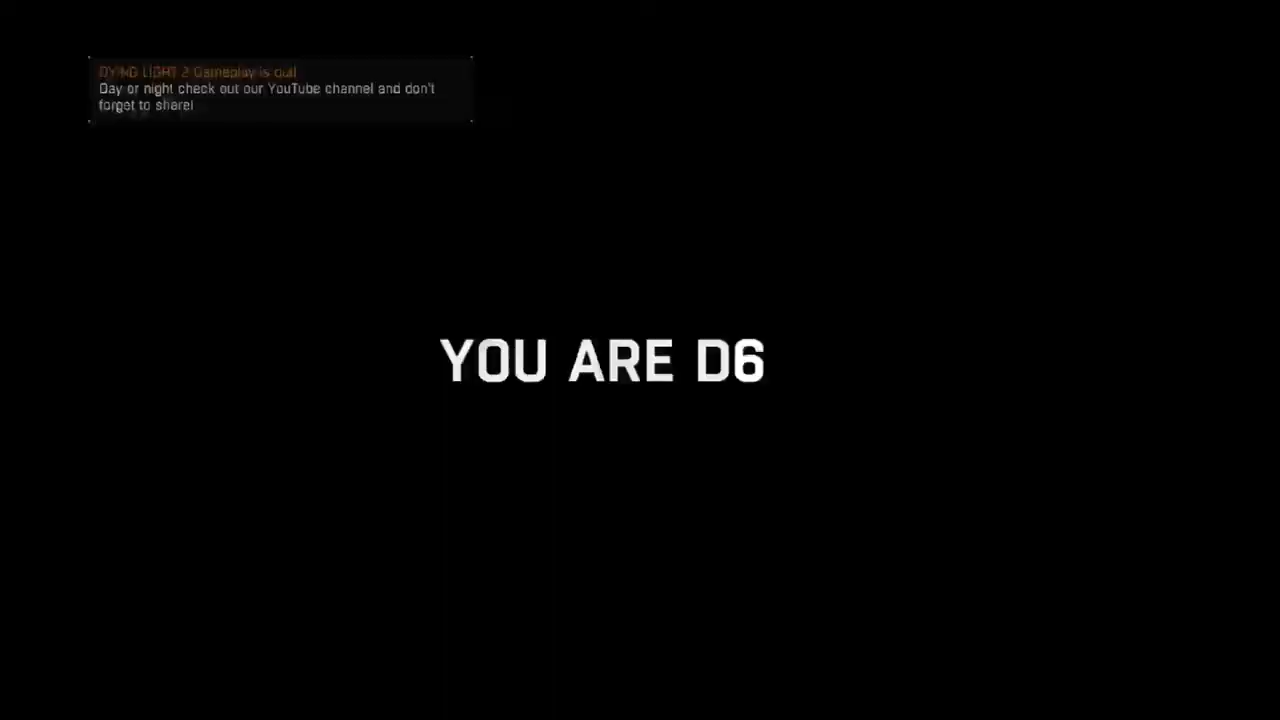 DYING LIGHT 2 Gameplay is out!
Day or night check out our YouTube channel and don't
forget to share!
YOU ARE D6